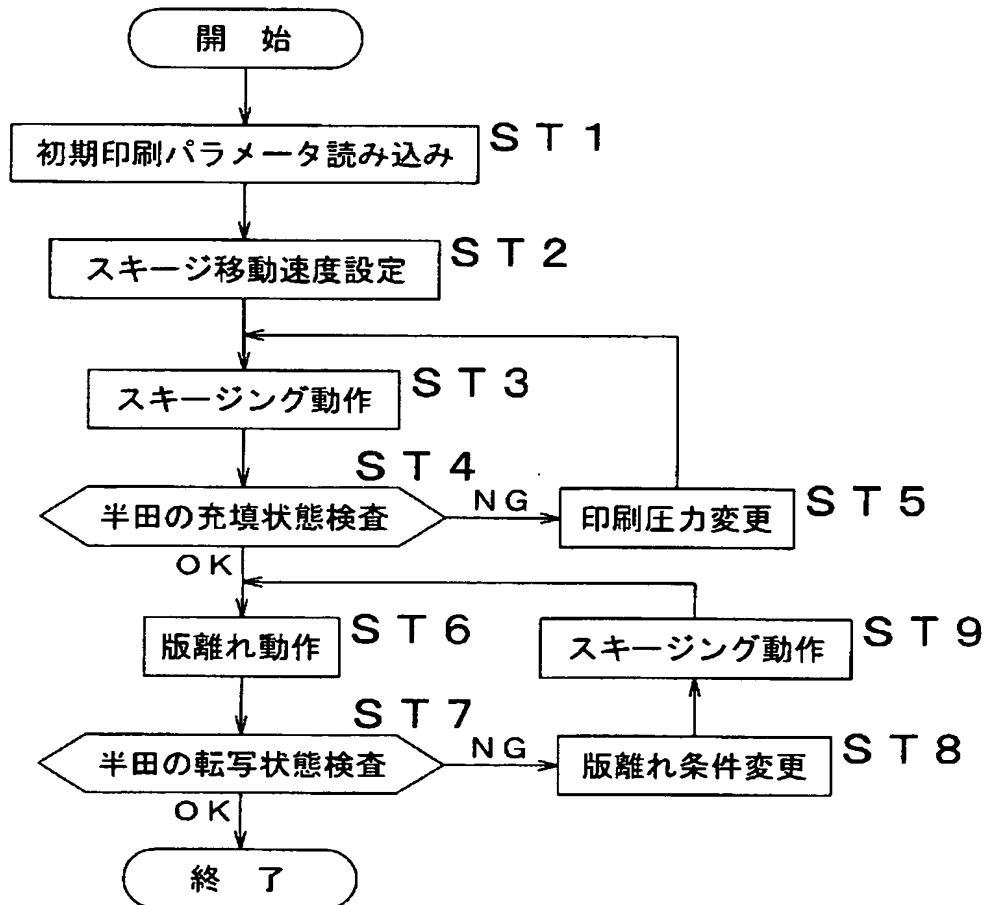 開 始
初期印刷パラメータ読み込み
ST1
スキージ移動速度設定
ST2
スキージング動作
ST3
半田の充填状態検査
ST4
NG
印刷圧力変更
ST5
OK
版離れ動作
ST6
スキージング動作
ST9
半田の転写状態検査
ST7
NG
版離れ条件変更
ST8
OK
終 了